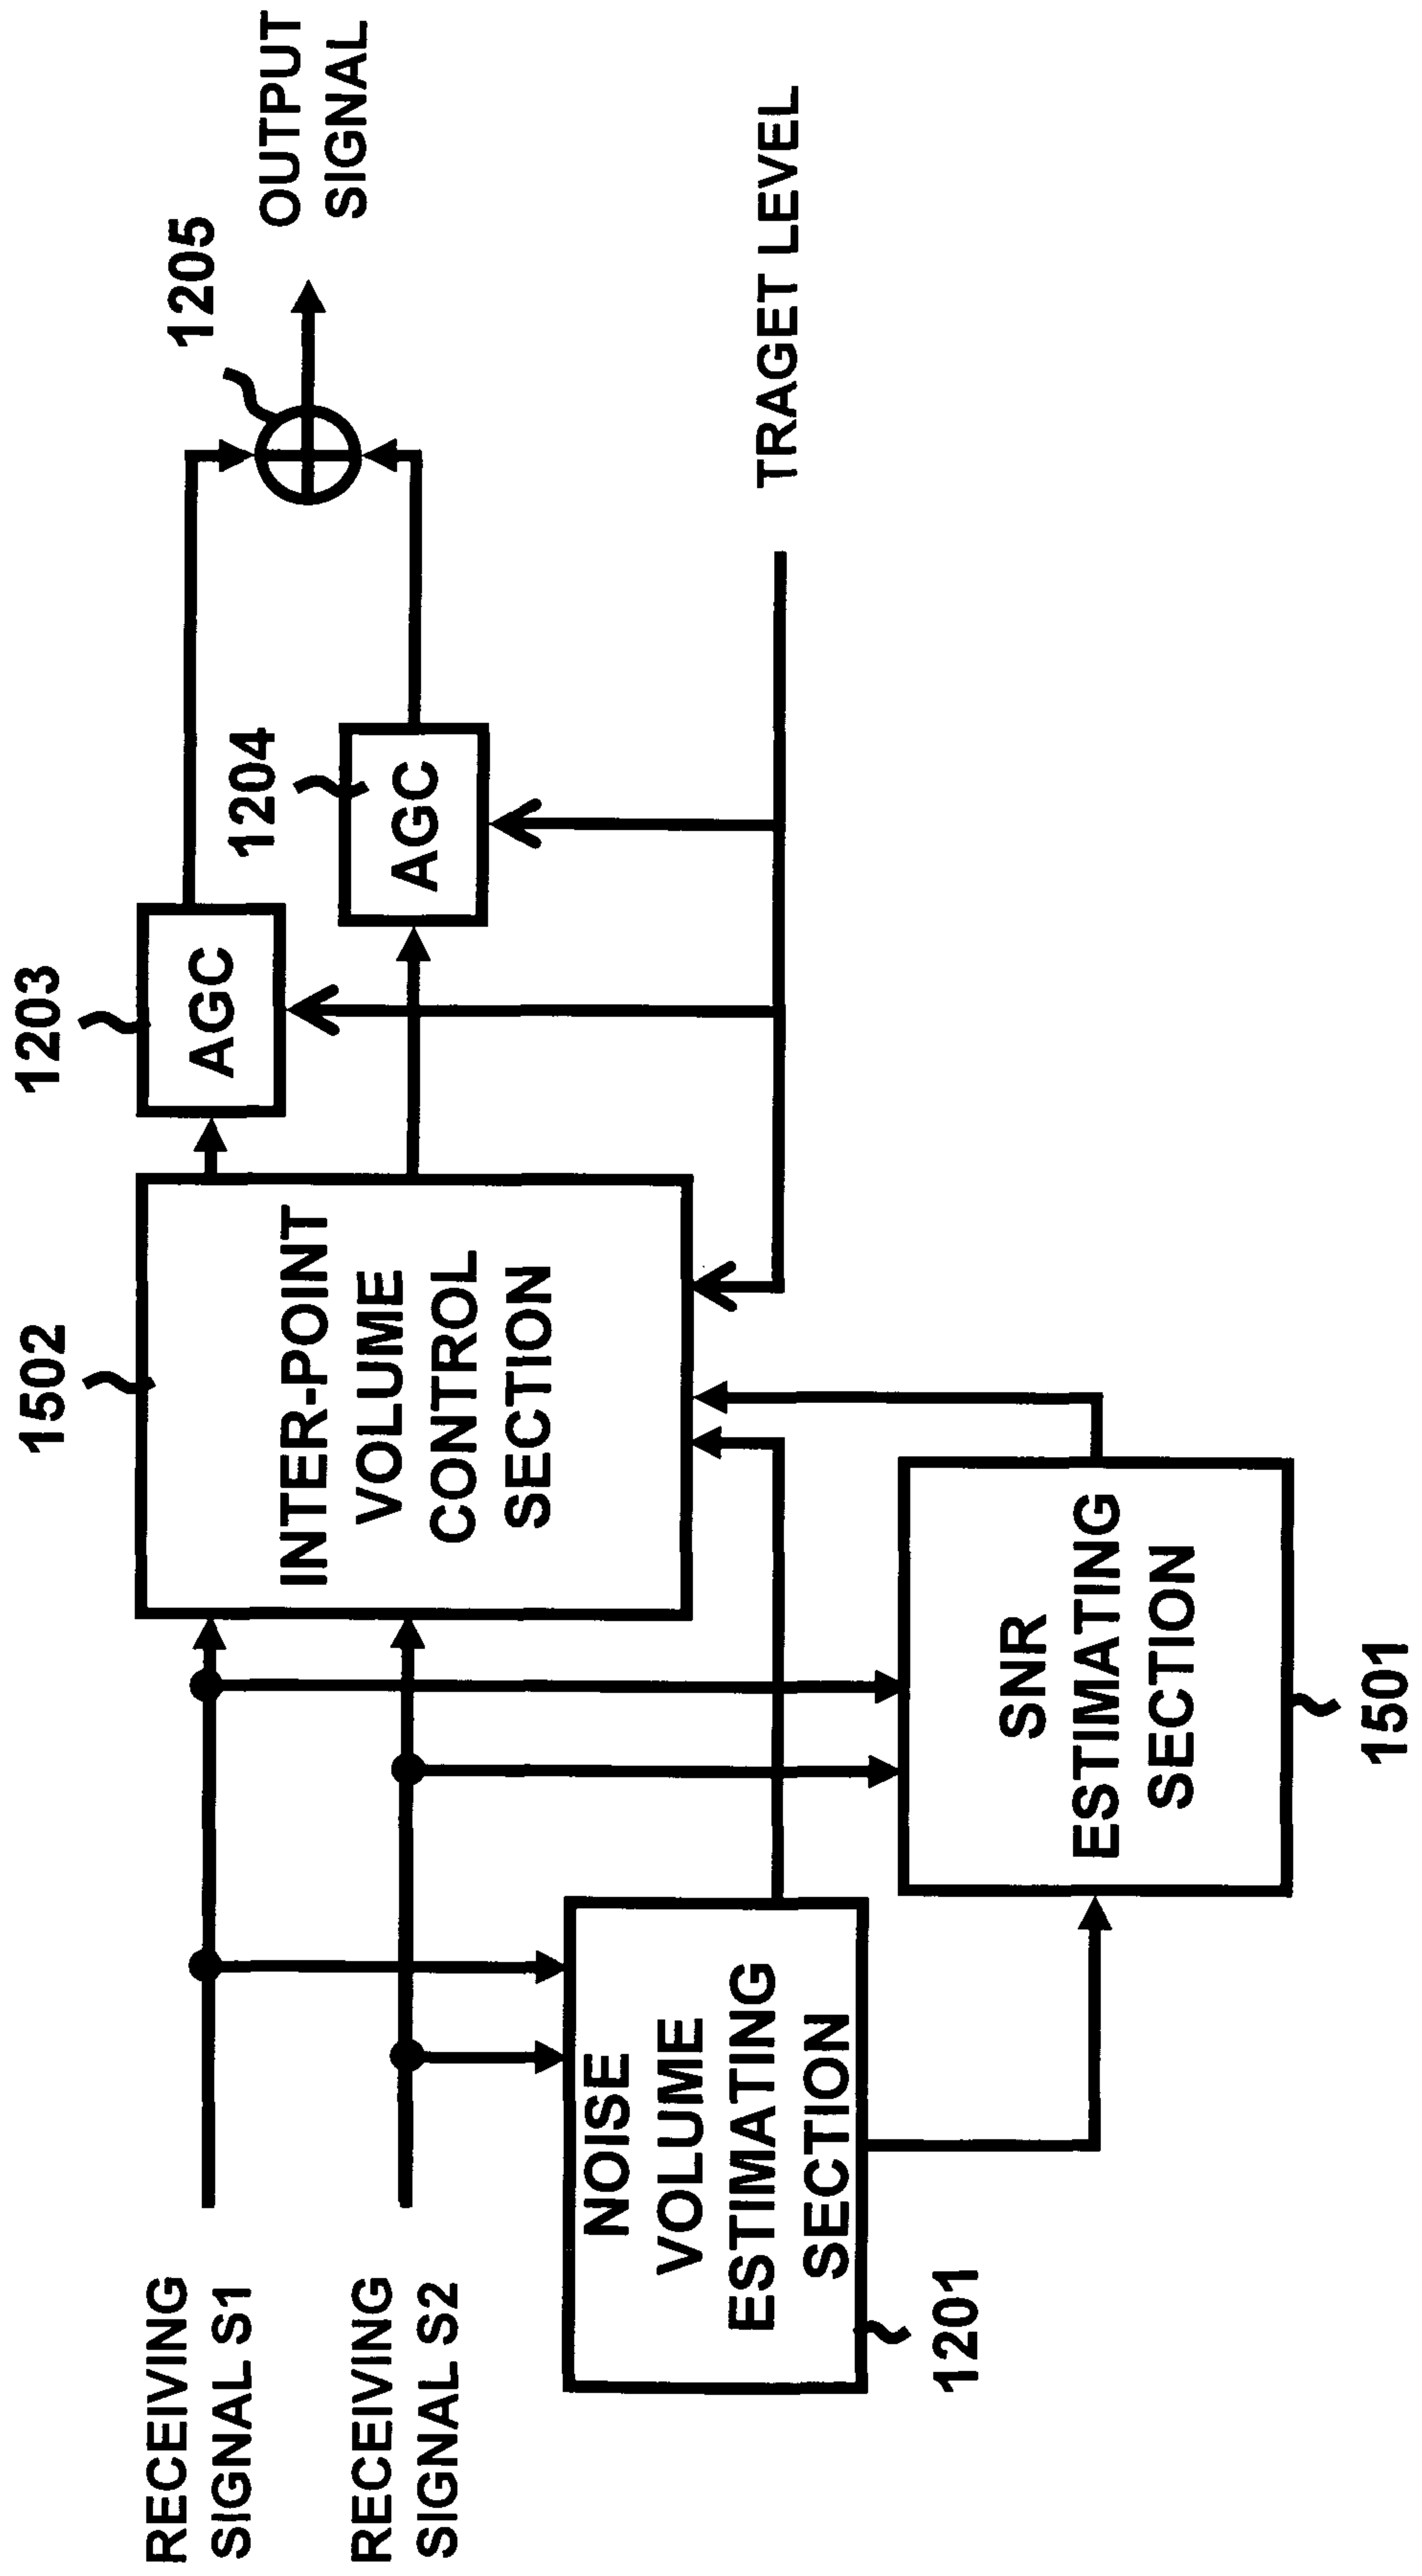 RECEIVING
SIGNAL S1
RECEIVING
SIGNAL S2
NOISE
VOLUME
ESTIMATING
SECTION
1201
SNR
ESTIMATING
SECTION
1501
1502
INTER-POINT
VOLUME
CONTROL
SECTION
1203
AGC
1204
AGC
1205
OUTPUT
SIGNAL
TRAGET LEVEL